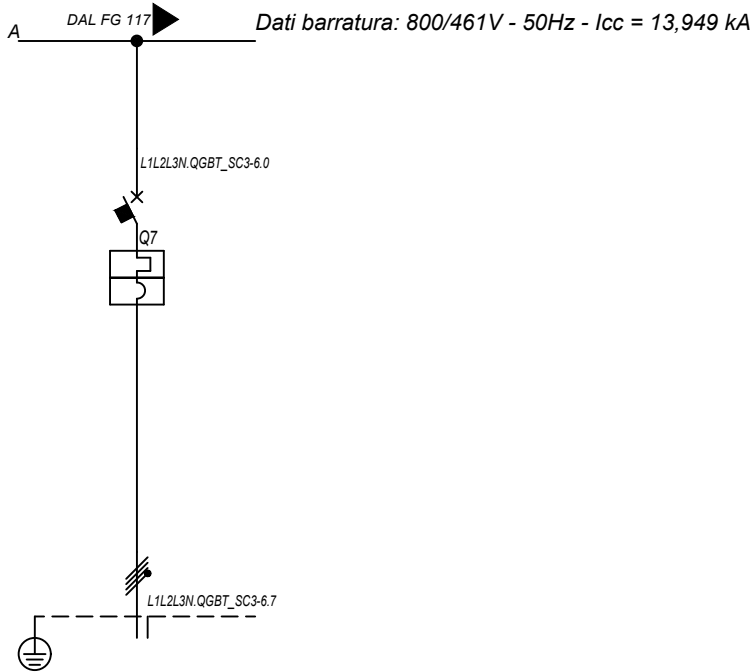 DAL FG 117
Dati barratura: 800/461V - 50Hz - Icc = 13,949 kA
A
L1L2L3N.QGBT_SC3-6.0
Q7
L1L2L3N.QGBT_SC3-6.7